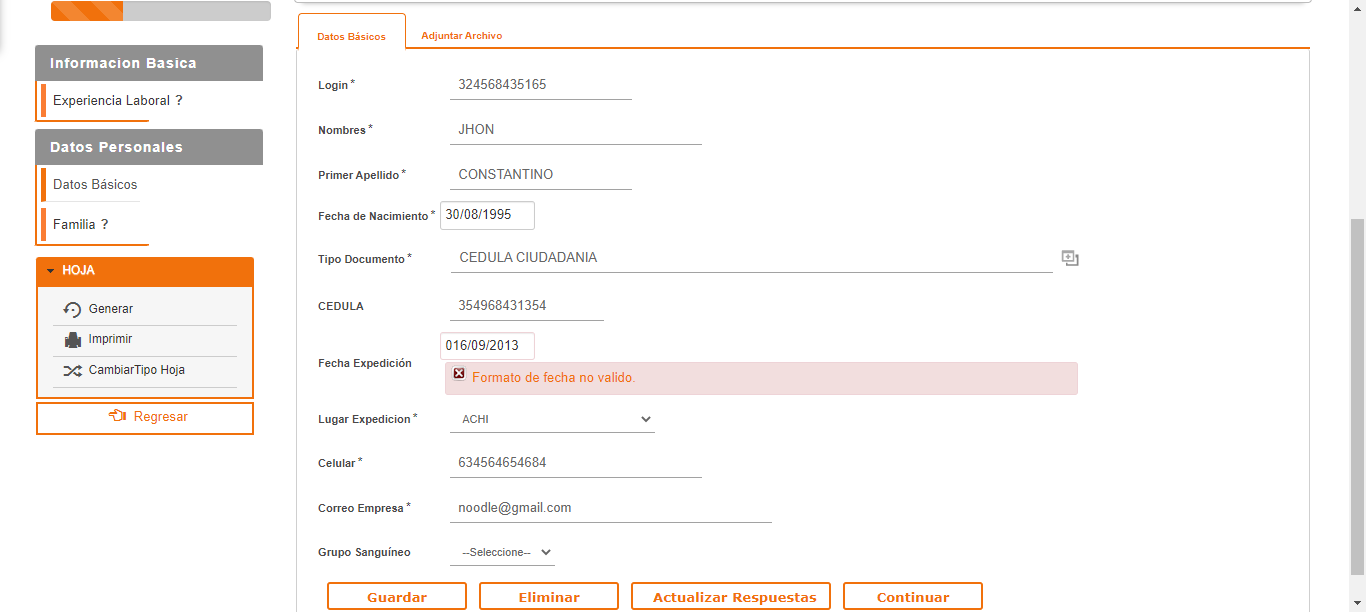 Informacion Basica
Experiencia Laboral ?
Datos Personales
Datos Básicos
Familia ?
HOJA
Generar
Imprimir
CambiarTipo Hoja
Regresar
Datos Básicos Adjuntar Archivo
Login* 324568435165
Nombres* JHON
Primer Apellido* CONSTANTINO
Fecha de Nacimiento* 30/08/1995
Tipo Documento* CEDULA CIUDADANIA
CEDULA 354968431354
Fecha Expedición 016/09/2013
Formato de fecha no valido.
Lugar Expedicion* ACHI
Celular* 634564654684
Correo Empresa* noodle@gmail.com
Grupo Sanguíneo --Seleccione--
Guardar Eliminar Actualizar Respuestas Continuar